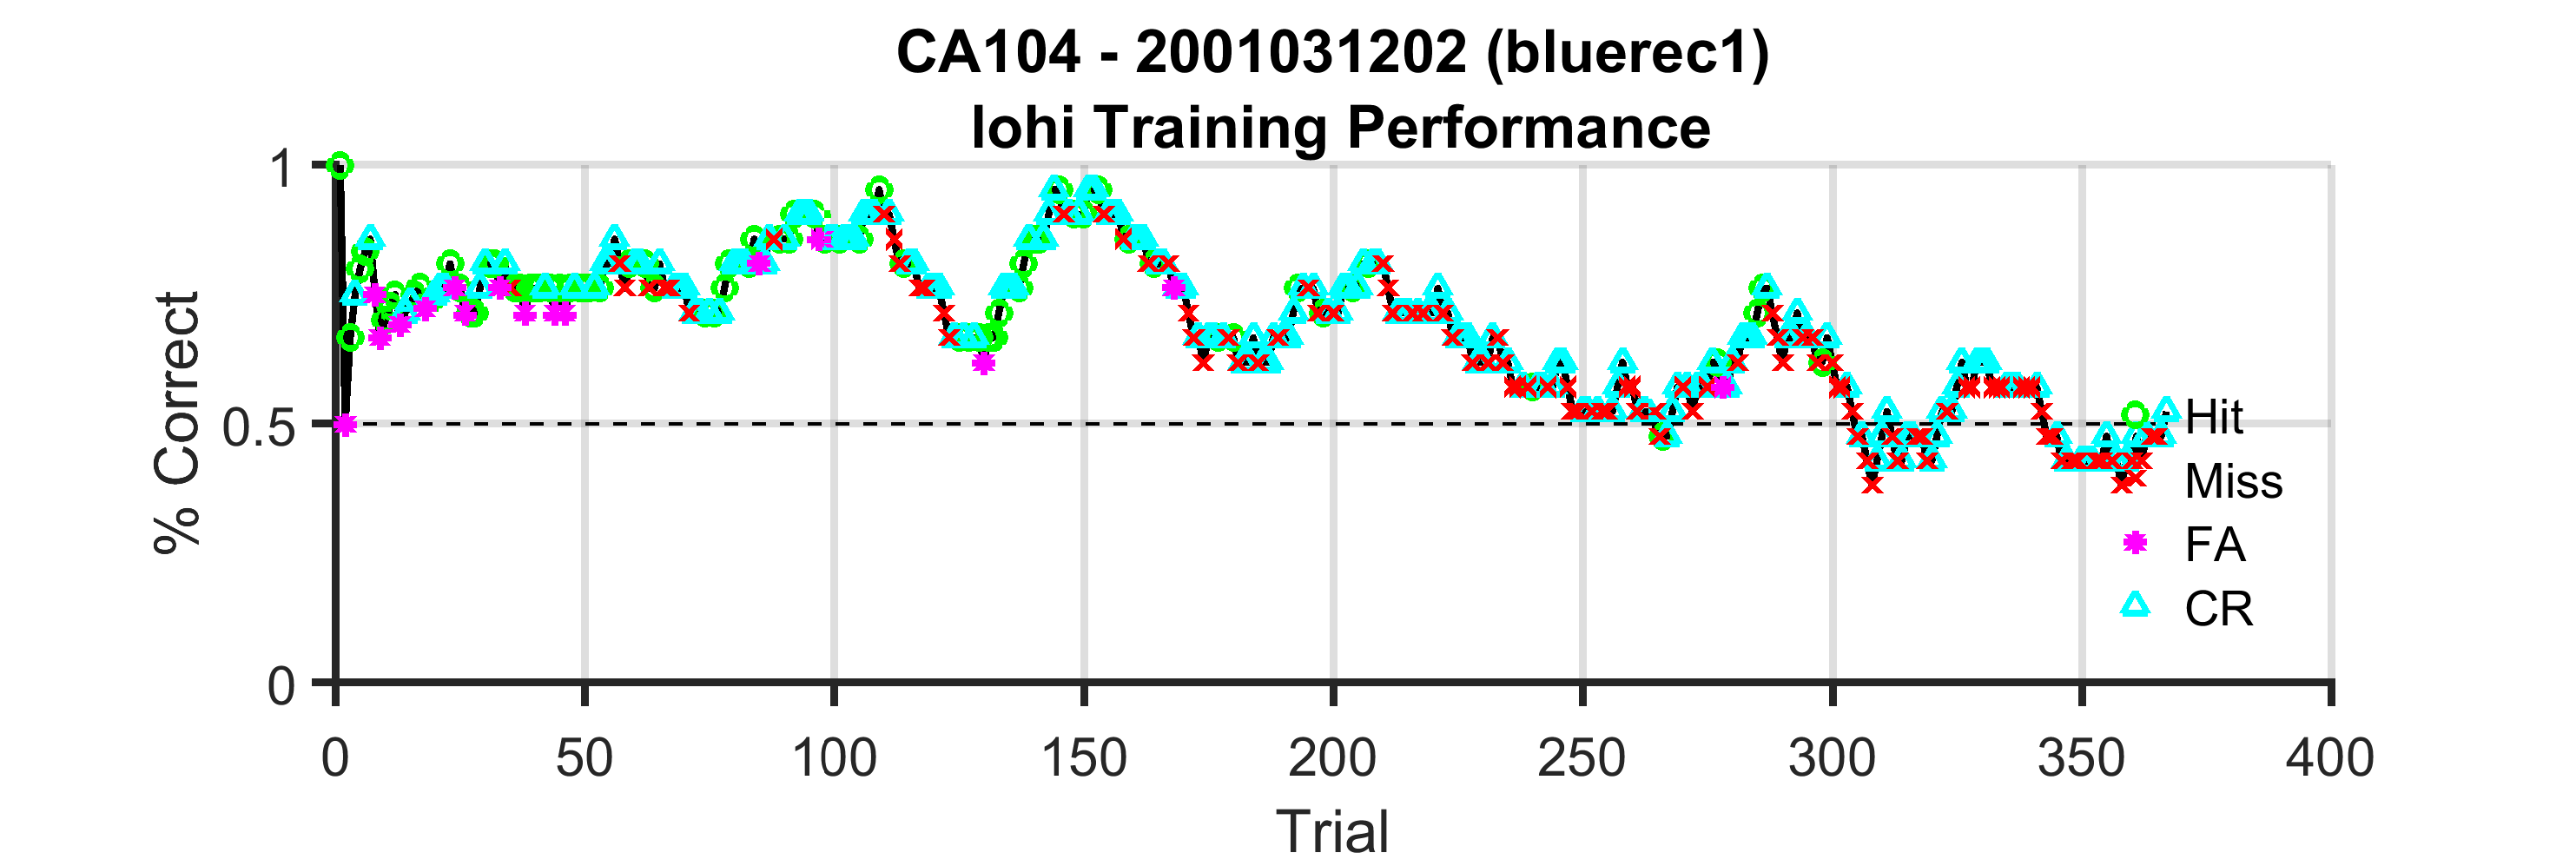 CA104 - 2001031202 (bluerec1)
lohi Training Performance
% Correct
1
0.5
0
0 50 100 150 200 250 300 350 400
Trial
Hit
Miss
FA
CR